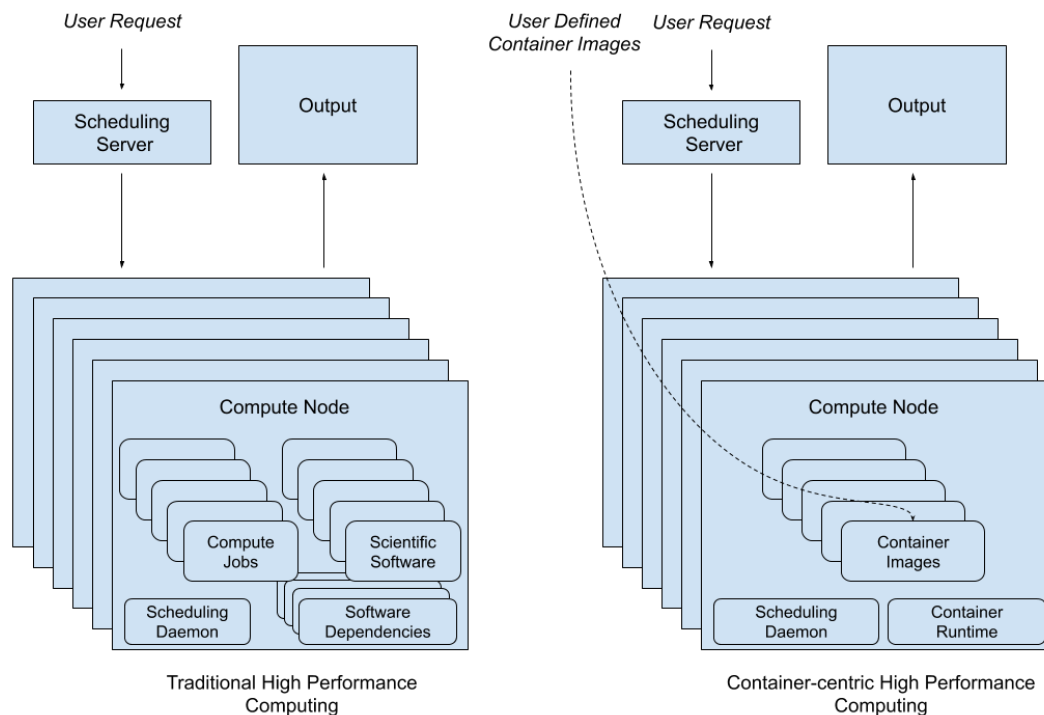 User Request
Scheduling
Server
Output
Compute Node
Compute
Jobs
Scientific
Software
Scheduling
Daemon
Software
Dependencies
Traditional High Performance
Computing
User Defined
Container Images
User Request
Scheduling
Server
Output
Compute Node
Container
Images
Scheduling
Daemon
Container
Runtime
Container-centric High Performance
Computing